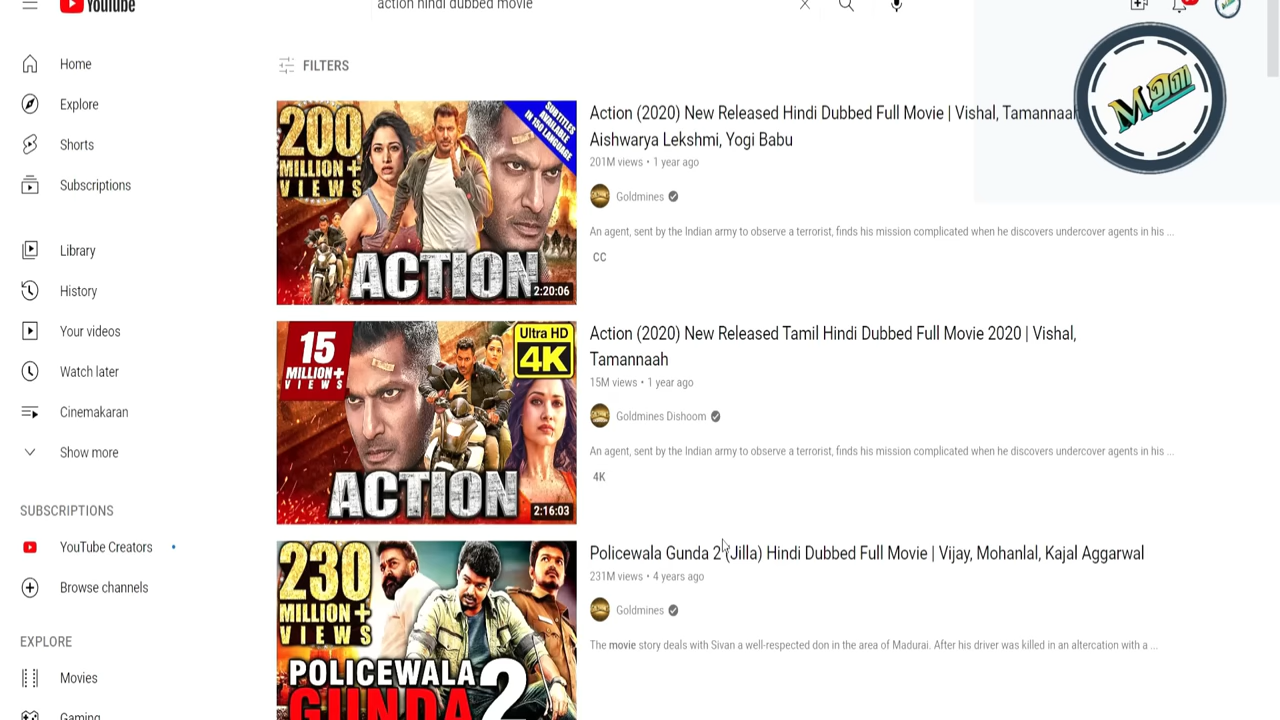 YouTube
action hindi dubbed movie
Home
Explore
Shorts
Subscriptions
Library
History
Your videos
Watch later
Cinemakaran
Show more
SUBSCRIPTIONS
YouTube Creators
Browse channels
EXPLORE
Movies
Gaming
FILTERS
200
MILLION+
VIEWS
SUBTITLES
AVAILABLE
IN 150 LANGUAGE
ACTION
2:20:06
Action (2020) New Released Hindi Dubbed Full Movie | Vishal, Tamannaah
Aishwarya Lekshmi, Yogi Babu
201M views • 1 year ago
Goldmines
An agent, sent by the Indian army to observe a terrorist, finds his mission complicated when he discovers undercover agents in his ...
CC
15
MILLION+
VIEWS
Ultra HD
4K
ACTION
2:16:03
Action (2020) New Released Tamil Hindi Dubbed Full Movie 2020 | Vishal,
Tamannaah
15M views • 1 year ago
Goldmines Dishoom
An agent, sent by the Indian army to observe a terrorist, finds his mission complicated when he discovers undercover agents in his ...
4K
230
MILLION+
VIEWS
POLICEWALA
GUNDA 2
Policewala Gunda 2 (Jilla) Hindi Dubbed Full Movie | Vijay, Mohanlal, Kajal Aggarwal
231M views • 4 years ago
Goldmines
The movie story deals with Sivan a well-respected don in the area of Madurai. After his driver was killed in an altercation with a ...